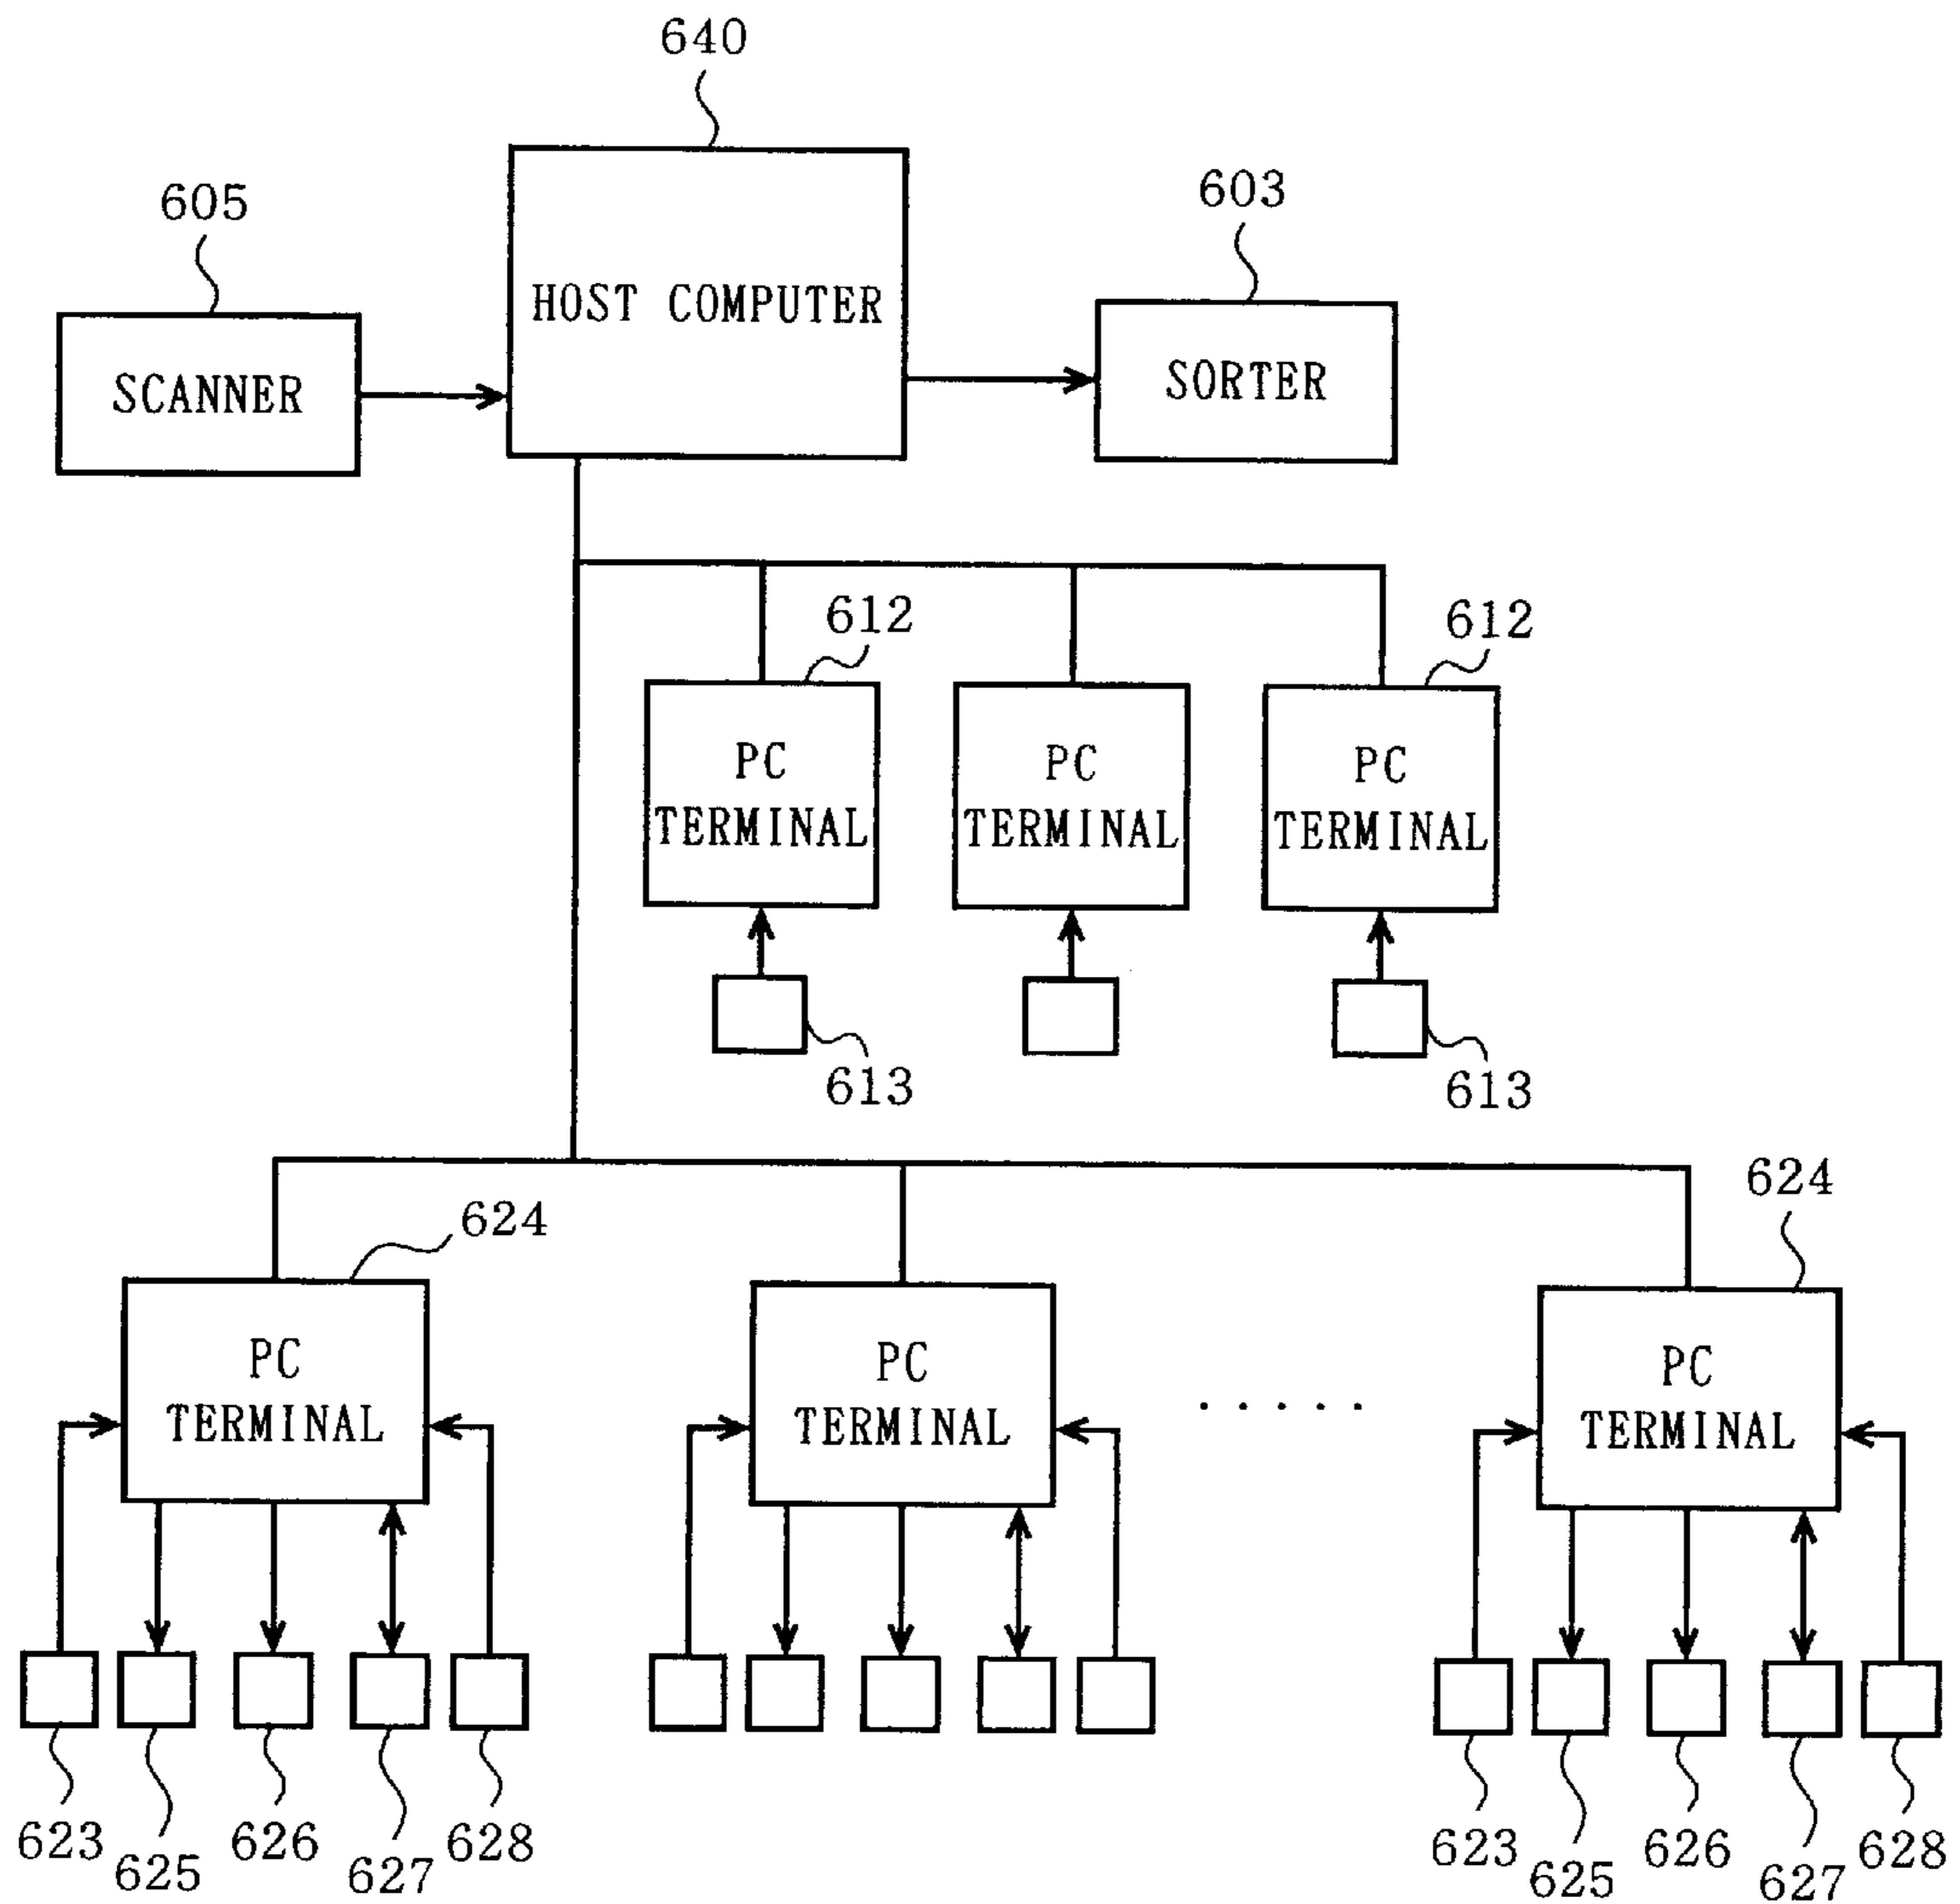 640
605
603
HOST COMPUTER
SCANNER
SORTER
612
612
PC
TERMINAL
PC
TERMINAL
PC
TERMINAL
613
613
624
624
PC
TERMINAL
PC
TERMINAL
.....
PC
TERMINAL
623
625
626
627
628
623
625
626
627
628